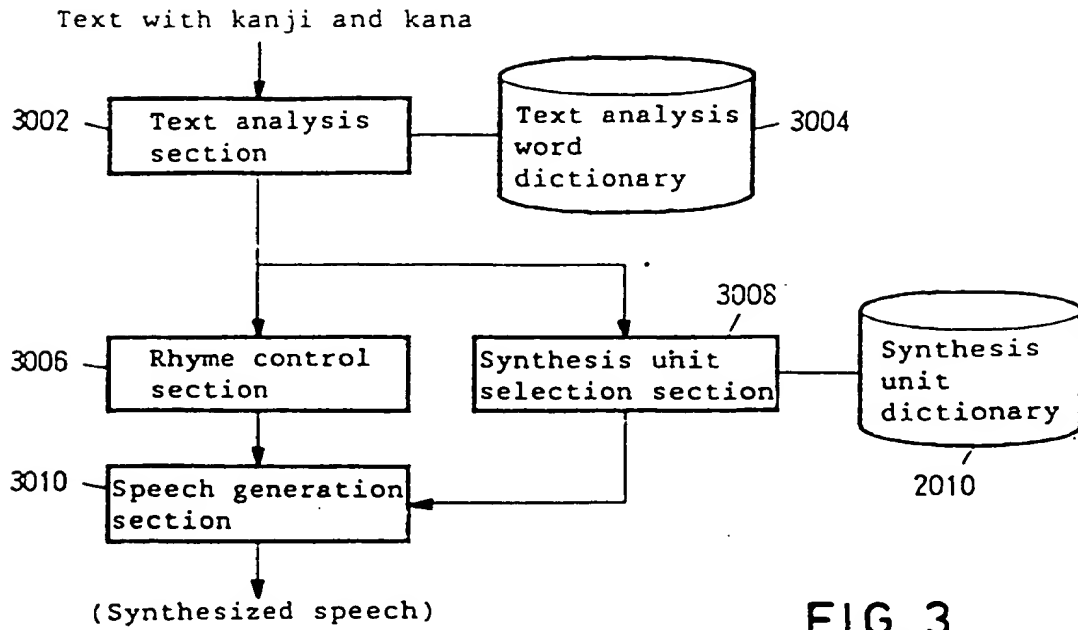 Text with kanji and kana
3002
Text analysis
section
Text analysis
word
dictionary
3004
3006
Rhyme control
section
3008
Synthesis unit
selection section
Synthesis
unit
dictionary
2010
3010
Speech generation
section
(Synthesized speech)
FIG. 3